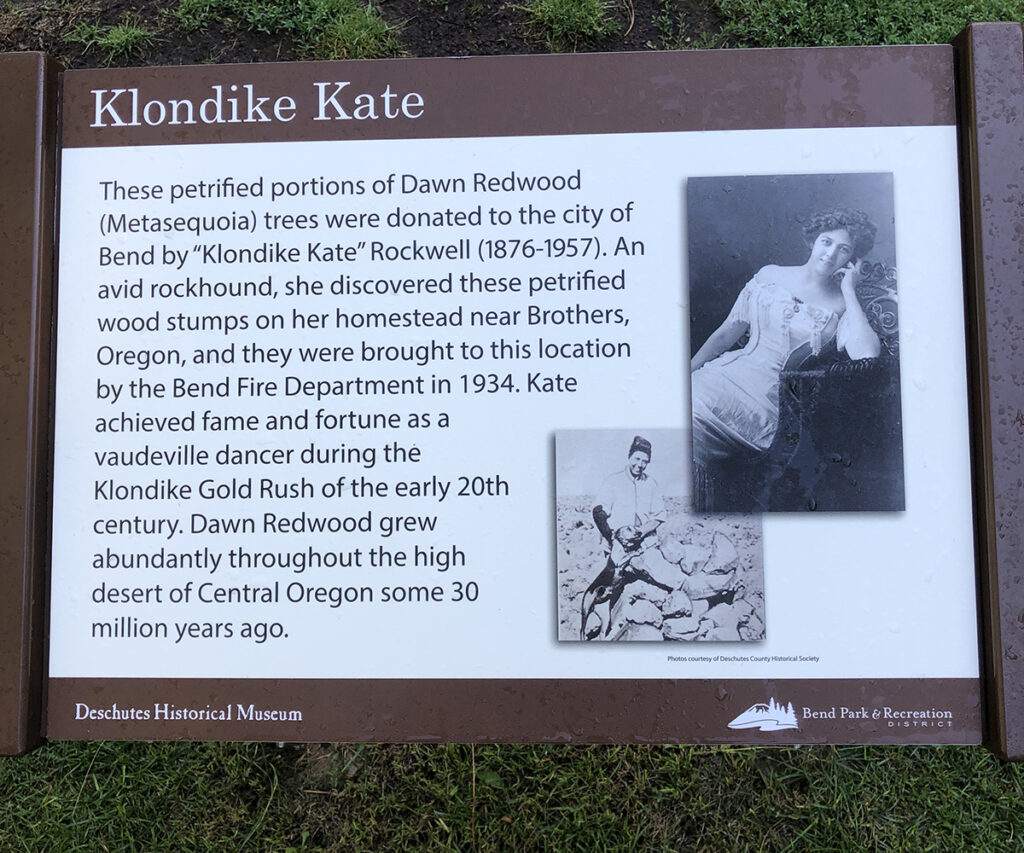 Klondike Kate
These petrified portions of Dawn Redwood
(Metasequoia) trees were donated to the city of
Bend by “Klondike Kate” Rockwell (1876-1957). An
avid rockhound, she discovered these petrified
wood stumps on her homestead near Brothers,
Oregon, and they were brought to this location
by the Bend Fire Department in 1934. Kate
achieved fame and fortune as a
vaudeville dancer during the
Klondike Gold Rush of the early 20th
century. Dawn Redwood grew
abundantly throughout the high
desert of Central Oregon some 30
million years ago.
Photos courtesy of Deschutes County Historical Society
Deschutes Historical Museum
Bend Park & Recreation
DISTRICT